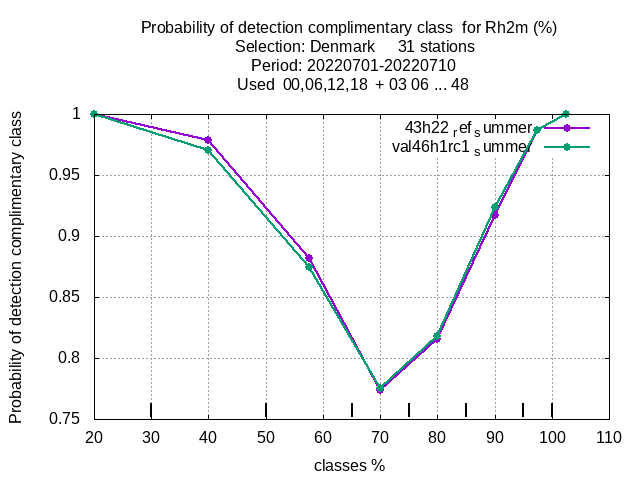 Probability of detection complimentary class  for Rh2m (%)
Selection: Denmark     31 stations
Period: 20220701-20220710
Used  00,06,12,18  + 03 06 ... 48
43h22 refsummer
val46h1rc1 summer
Probability of detection complimentary class
1
0.95
0.9
0.85
0.8
0.75
20 30 40 50 60 70 80 90 100 110
classes %